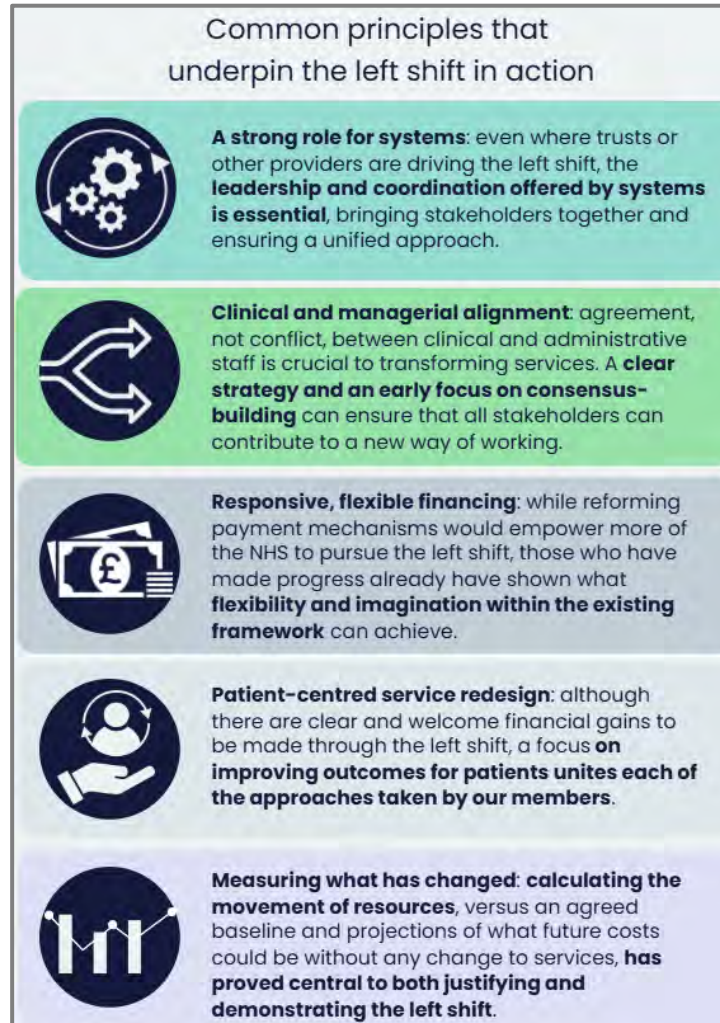 Common principles that
underpin the left shift in action
A strong role for systems: even where trusts or
other providers are driving the left shift, the
leadership and coordination offered by systems
is essential, bringing stakeholders together and
ensuring a unified approach.
Clinical and managerial alignment: agreement,
not conflict, between clinical and administrative
staff is crucial to transforming services. A clear
strategy and an early focus on consensus-
building can ensure that all stakeholders can
contribute to a new way of working.
£
Responsive, flexible financing: while reforming
payment mechanisms would empower more of
the NHS to pursue the left shift, those who have
made progress already have shown what
flexibility and imagination within the existing
framework can achieve.
Patient-centred service redesign: although
there are clear and welcome financial gains to
be made through the left shift, a focus on
improving outcomes for patients unites each of
the approaches taken by our members.
Measuring what has changed: calculating the
movement of resources, versus an agreed
baseline and projections of what future costs
could be without any change to services, has
proved central to both justifying and
demonstrating the left shift.